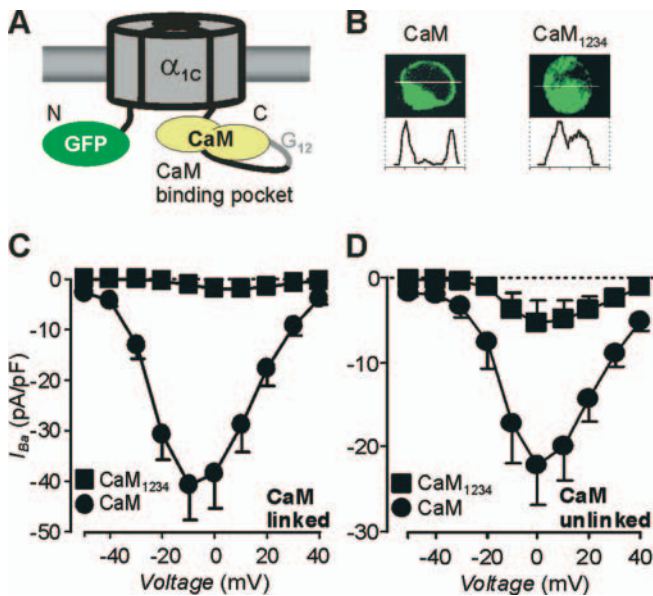 A
α1C
N
C
GFP
CaM
G12
CaM
binding pocket
B
CaM
CaM1234
C
0
-10
-20
-30
-40
-50
IBa (pA/pF)
CaM1234
CaM
CaM
linked
-40
-20
0
20
40
Voltage (mV)
D
0
-10
-20
-30
CaM1234
CaM
CaM
unlinked
-40
-20
0
20
40
Voltage (mV)